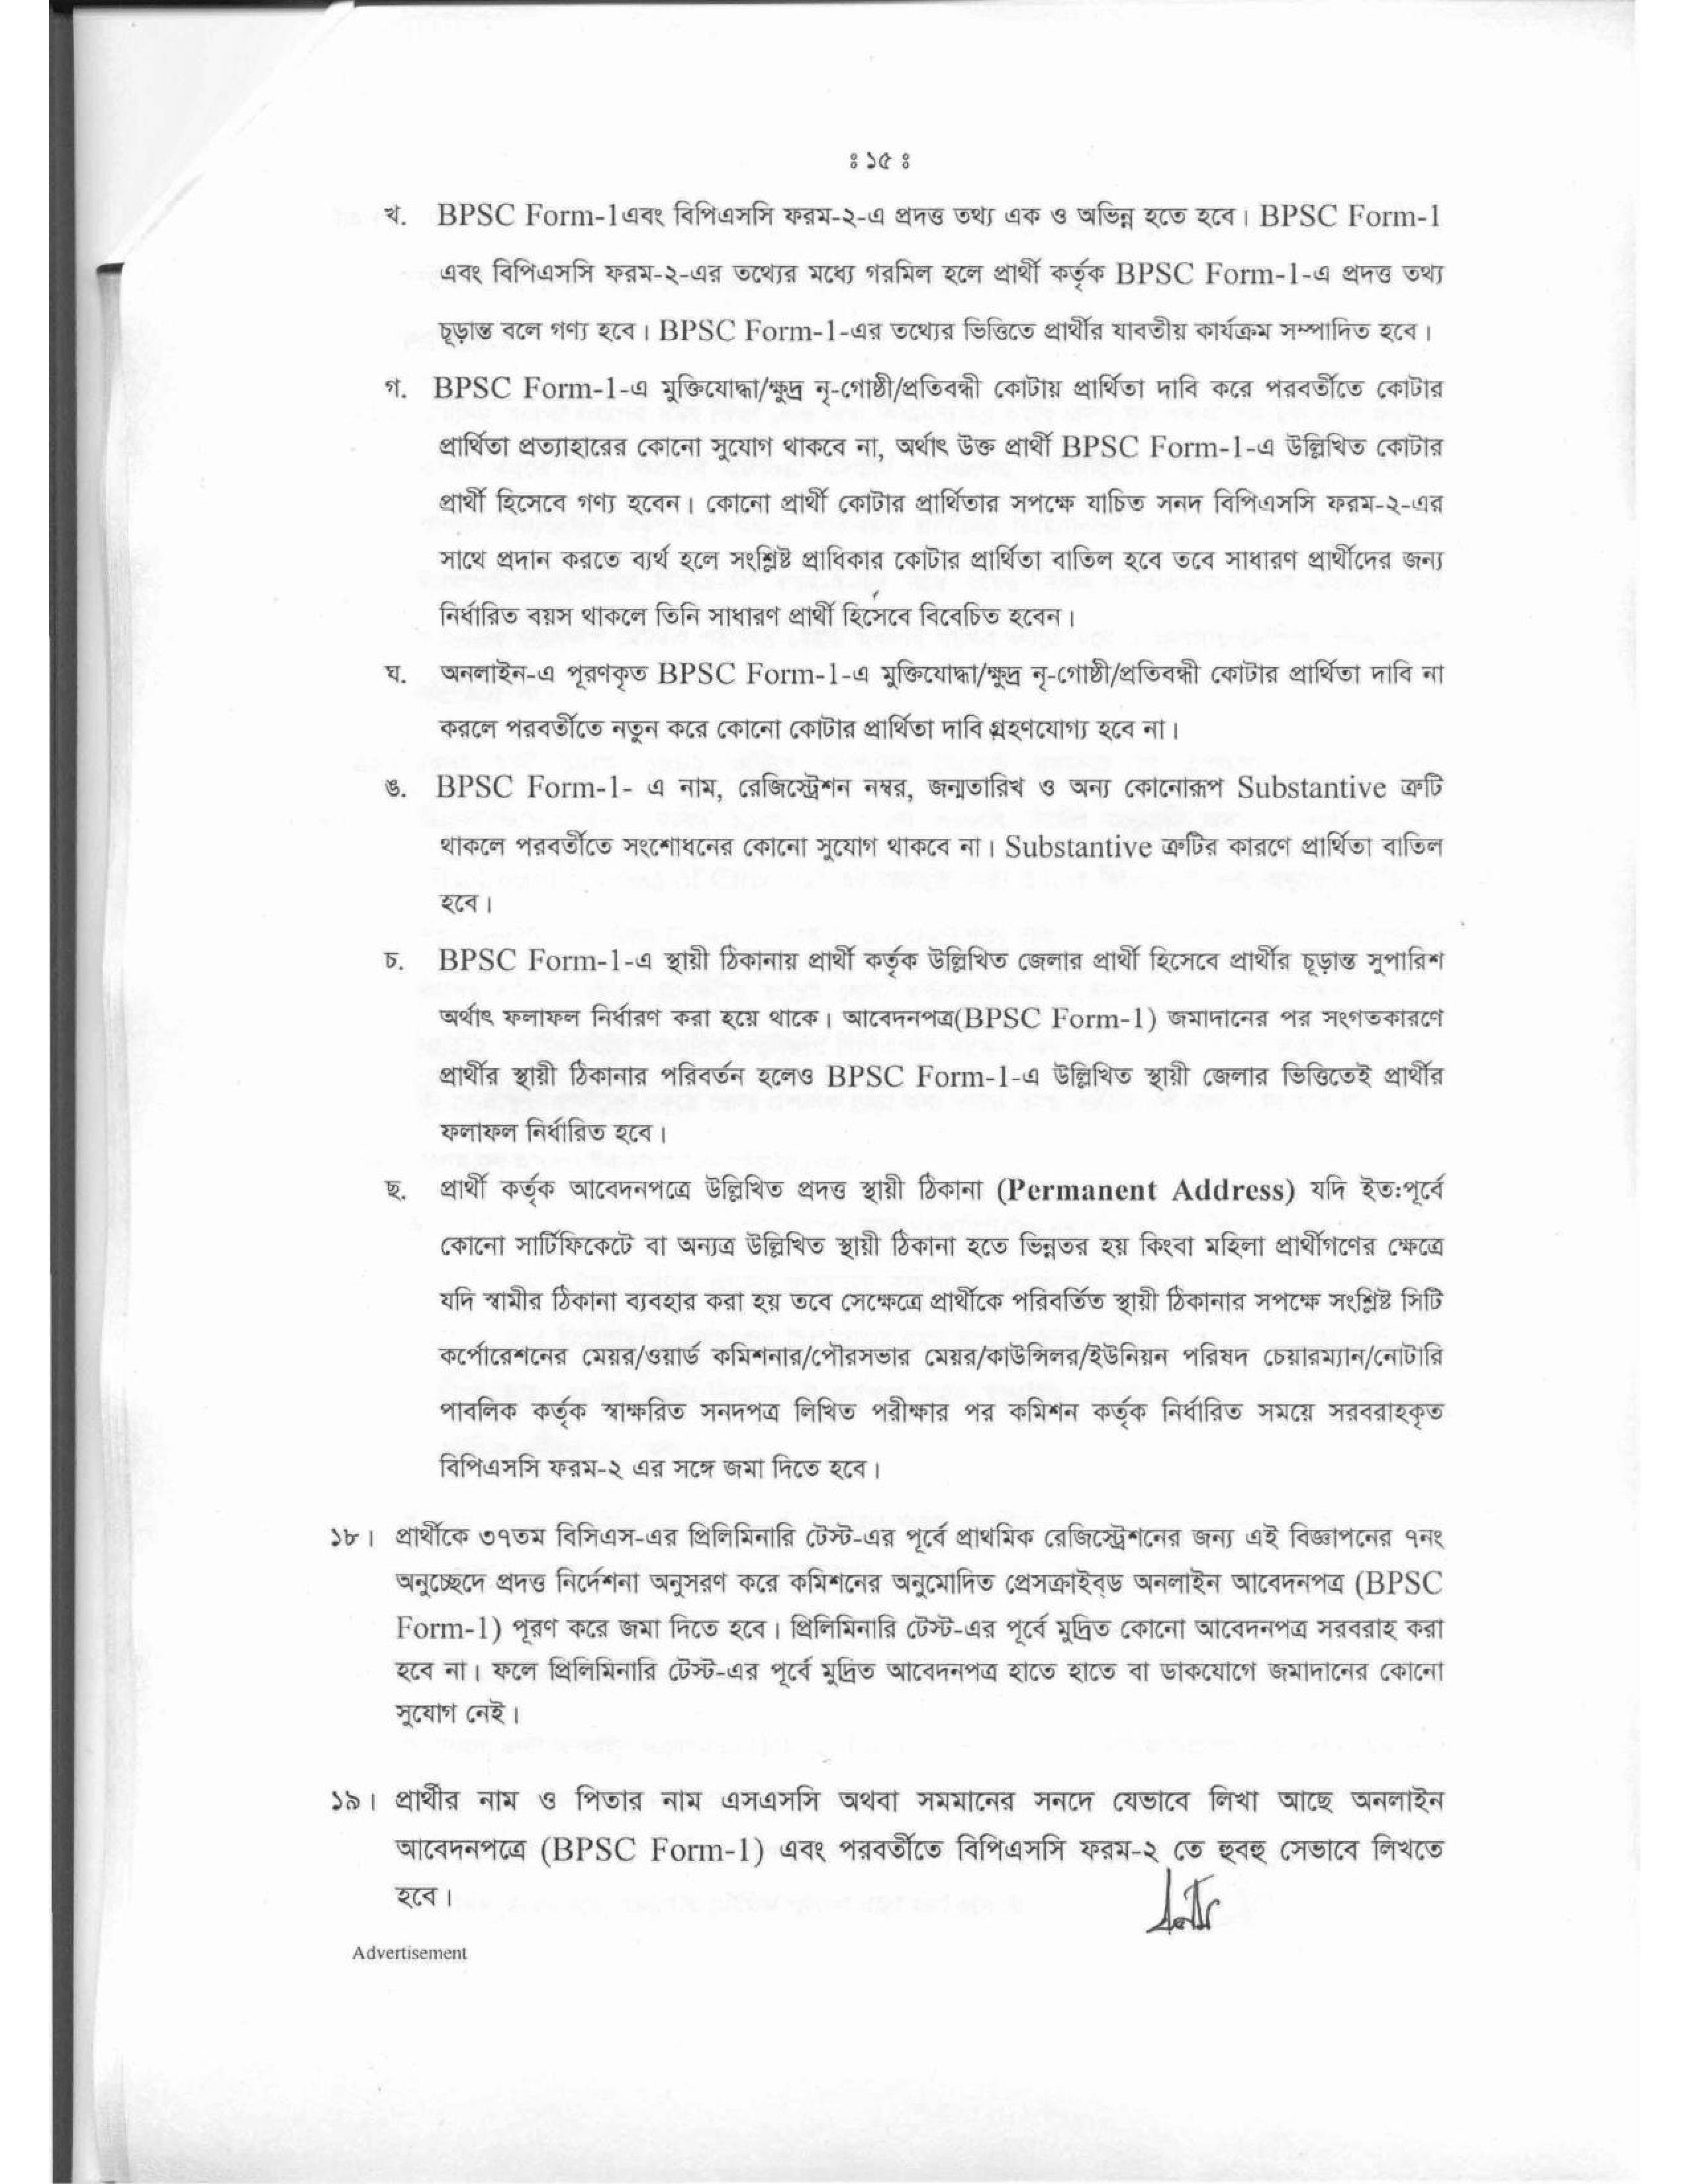 ঃ ১৫ ঃ
খ. BPSC Form-1এবং বিপিএসসি ফরম-২-এ প্রদত্ত তথ্য এক ও অভিন্ন হতে হবে। BPSC Form-1
এবং বিপিএসসি ফরম-২-এর তথ্যের মধ্যে গরমিল হলে প্রার্থী কর্তৃক BPSC Form-1-এ প্রদত্ত তথ্য
চূড়ান্ত বলে গণ্য হবে। BPSC Form-1-এর তথ্যের ভিত্তিতে প্রার্থীর যাবতীয় কার্যক্রম সম্পাদিত হবে।
গ. BPSC Form-1-এ মুক্তিযোদ্ধা/ক্ষুদ্র নৃ-গোষ্ঠী/প্রতিবন্ধী কোটায় প্রার্থিতা দাবি করে পরবর্তীতে কোটার
প্রার্থিতা প্রত্যাহারের কোনো সুযোগ থাকবে না, অর্থাৎ উক্ত প্রার্থী BPSC Form-1-এ উল্লিখিত কোটার
প্রার্থী হিসেবে গণ্য হবেন। কোনো প্রার্থী কোটার প্রার্থিতার সপক্ষে যাচিত সনদ বিপিএসসি ফরম-২-এর
সাথে প্রদান করতে ব্যর্থ হলে সংশ্লিষ্ট প্রাধিকার কোটার প্রার্থিতা বাতিল হবে তবে সাধারণ প্রার্থীদের জন্য
নির্ধারিত বয়স থাকলে তিনি সাধারণ প্রার্থী হিসেবে বিবেচিত হবেন।
ঘ. অনলাইন-এ পূরণকৃত BPSC Form-1-এ মুক্তিযোদ্ধা/ক্ষুদ্র নৃ-গোষ্ঠী/প্রতিবন্ধী কোটার প্রার্থিতা দাবি না
করলে পরবর্তীতে নতুন করে কোনো কোটার প্রার্থিতা দাবি গ্রহণযোগ্য হবে না।
ঙ. BPSC Form-1- এ নাম, রেজিস্ট্রেশন নম্বর, জন্মতারিখ ও অন্য কোনোরূপ Substantive ত্রুটি
থাকলে পরবর্তীতে সংশোধনের কোনো সুযোগ থাকবে না। Substantive ত্রুটির কারণে প্রার্থিতা বাতিল
হবে।
চ. BPSC Form-1-এ স্থায়ী ঠিকানায় প্রার্থী কর্তৃক উল্লিখিত জেলার প্রার্থী হিসেবে প্রার্থীর চূড়ান্ত সুপারিশ
অর্থাৎ ফলাফল নির্ধারণ করা হয়ে থাকে। আবেদনপত্র(BPSC Form-1) জমাদানের পর সংগতকারণে
প্রার্থীর স্থায়ী ঠিকানার পরিবর্তন হলেও BPSC Form-1-এ উল্লিখিত স্থায়ী জেলার ভিত্তিতেই প্রার্থীর
ফলাফল নির্ধারিত হবে।
ছ. প্রার্থী কর্তৃক আবেদনপত্রে উল্লিখিত প্রদত্ত স্থায়ী ঠিকানা (Permanent Address) যদি ইত:পূর্বে
কোনো সার্টিফিকেটে বা অন্যত্র উল্লিখিত স্থায়ী ঠিকানা হতে ভিন্নতর হয় কিংবা মহিলা প্রার্থীগণের ক্ষেত্রে
যদি স্বামীর ঠিকানা ব্যবহার করা হয় তবে সেক্ষেত্রে প্রার্থীকে পরিবর্তিত স্থায়ী ঠিকানার সপক্ষে সংশ্লিষ্ট সিটি
কর্পোরেশনের মেয়র/ওয়ার্ড কমিশনার/পৌরসভার মেয়র/কাউন্সিলর/ইউনিয়ন পরিষদ চেয়ারম্যান/নোটারি
পাবলিক কর্তৃক স্বাক্ষরিত সনদপত্র লিখিত পরীক্ষার পর কমিশন কর্তৃক নির্ধারিত সময়ে সরবরাহকৃত
বিপিএসসি ফরম-২ এর সঙ্গে জমা দিতে হবে।
১৮। প্রার্থীকে ৩৭তম বিসিএস-এর প্রিলিমিনারি টেস্ট-এর পূর্বে প্রাথমিক রেজিস্ট্রেশনের জন্য এই বিজ্ঞাপনের ৭নং
অনুচ্ছেদে প্রদত্ত নির্দেশনা অনুসরণ করে কমিশনের অনুমোদিত প্রেসক্রাইব্‌ড অনলাইন আবেদনপত্র (BPSC
Form-1) পূরণ করে জমা দিতে হবে। প্রিলিমিনারি টেস্ট-এর পূর্বে মুদ্রিত কোনো আবেদনপত্র সরবরাহ করা
হবে না। ফলে প্রিলিমিনারি টেস্ট-এর পূর্বে মুদ্রিত আবেদনপত্র হাতে হাতে বা ডাকযোগে জমাদানের কোনো
সুযোগ নেই।
১৯। প্রার্থীর নাম ও পিতার নাম এসএসসি অথবা সমমানের সনদে যেভাবে লিখা আছে অনলাইন
আবেদনপত্রে (BPSC Form-1) এবং পরবর্তীতে বিপিএসসি ফরম-২ তে হুবহু সেভাবে লিখতে
হবে।
Advertisement